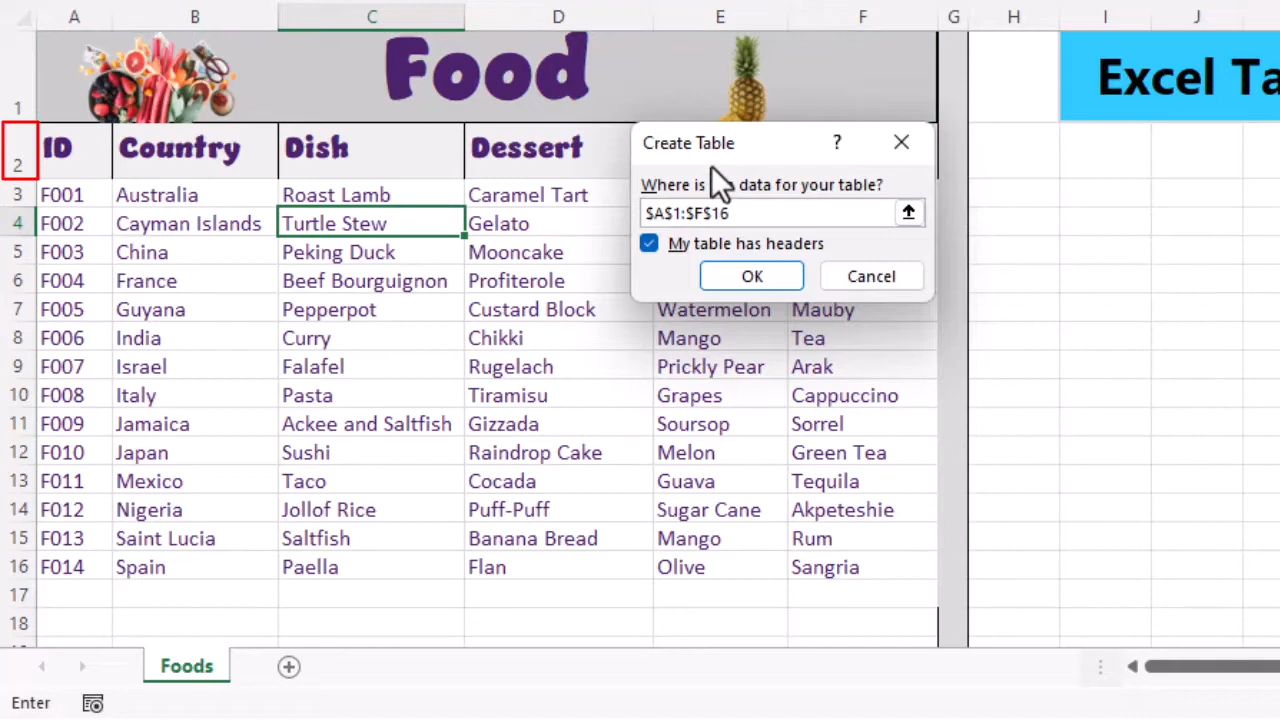 A B C D E F G H I J
1 Food Excel Ta
2 ID Country Dish Dessert
3 F001 Australia Roast Lamb Caramel Tart
4 F002 Cayman Islands Turtle Stew Gelato
5 F003 China Peking Duck Mooncake
6 F004 France Beef Bourguignon Profiterole
7 F005 Guyana Pepperpot Custard Block Watermelon Mauby
8 F006 India Curry Chikki Mango Tea
9 F007 Israel Falafel Rugelach Prickly Pear Arak
10 F008 Italy Pasta Tiramisu Grapes Cappuccino
11 F009 Jamaica Ackee and Saltfish Gizzada Soursop Sorrel
12 F010 Japan Sushi Raindrop Cake Melon Green Tea
13 F011 Mexico Taco Cocada Guava Tequila
14 F012 Nigeria Jollof Rice Puff-Puff Sugar Cane Akpeteshie
15 F013 Saint Lucia Saltfish Banana Bread Mango Rum
16 F014 Spain Paella Flan Olive Sangria
17
18
Create Table ?
Where is data for your table?
$A$1:$F$16
My table has headers
OK Cancel
Foods
Enter